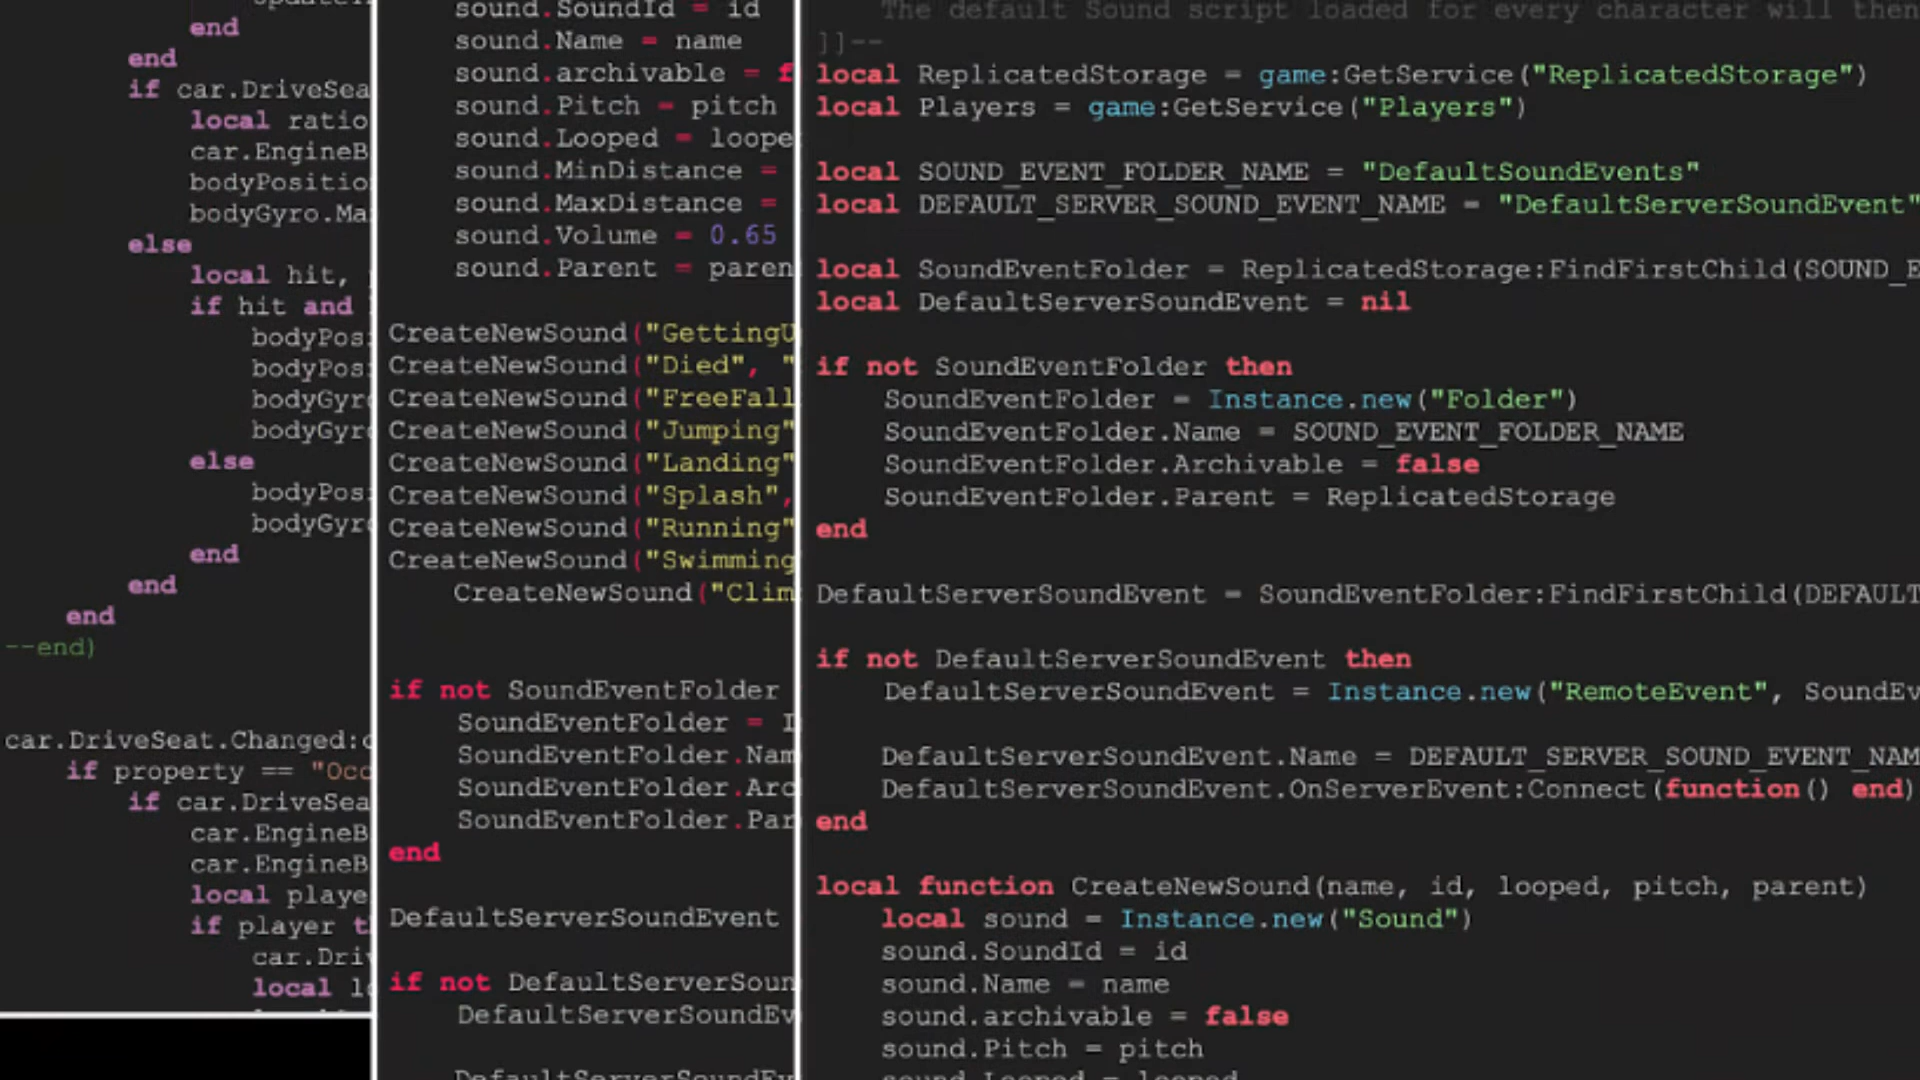 end
end
if car.DriveSea
local ratio
car.EngineB
bodyPositio
bodyGyro.Ma
else
local hit,
if hit and
bodyPos
bodyPos
bodyGyr
bodyGyr
else
bodyPos
bodyGyr
end
end
end
--end)
car.DriveSeat.Changed:c
if property == "Occ
if car.DriveSea
car.EngineB
car.EngineB
local playe
if player t
car.Dri
local l
sound.SoundId = id
sound.Name = name
sound.archivable = f
sound.Pitch = pitch
sound.Looped = loope
sound.MinDistance =
sound.MaxDistance =
sound.Volume = 0.65
sound.Parent = paren
CreateNewSound("GettingU
CreateNewSound("Died", "
CreateNewSound("FreeFall
CreateNewSound("Jumping"
CreateNewSound("Landing"
CreateNewSound("Splash",
CreateNewSound("Running"
CreateNewSound("Swimming
CreateNewSound("Clim
if not SoundEventFolder
SoundEventFolder = I
SoundEventFolder.Nam
SoundEventFolder.Arc
SoundEventFolder.Par
end
DefaultServerSoundEvent
if not DefaultServerSoun
DefaultServerSoundEv
DefaultServerSoundEv
The default Sound script loaded for every character will then
]]--
local ReplicatedStorage = game:GetService("ReplicatedStorage")
local Players = game:GetService("Players")
local SOUND_EVENT_FOLDER_NAME = "DefaultSoundEvents"
local DEFAULT_SERVER_SOUND_EVENT_NAME = "DefaultServerSoundEvent"
local SoundEventFolder = ReplicatedStorage:FindFirstChild(SOUND_E
local DefaultServerSoundEvent = nil
if not SoundEventFolder then
SoundEventFolder = Instance.new("Folder")
SoundEventFolder.Name = SOUND_EVENT_FOLDER_NAME
SoundEventFolder.Archivable = false
SoundEventFolder.Parent = ReplicatedStorage
end
DefaultServerSoundEvent = SoundEventFolder:FindFirstChild(DEFAULT
if not DefaultServerSoundEvent then
DefaultServerSoundEvent = Instance.new("RemoteEvent", SoundEv
DefaultServerSoundEvent.Name = DEFAULT_SERVER_SOUND_EVENT_NAM
DefaultServerSoundEvent.OnServerEvent:Connect(function() end)
end
local function CreateNewSound(name, id, looped, pitch, parent)
local sound = Instance.new("Sound")
sound.SoundId = id
sound.Name = name
sound.archivable = false
sound.Pitch = pitch
sound.Looped = looped